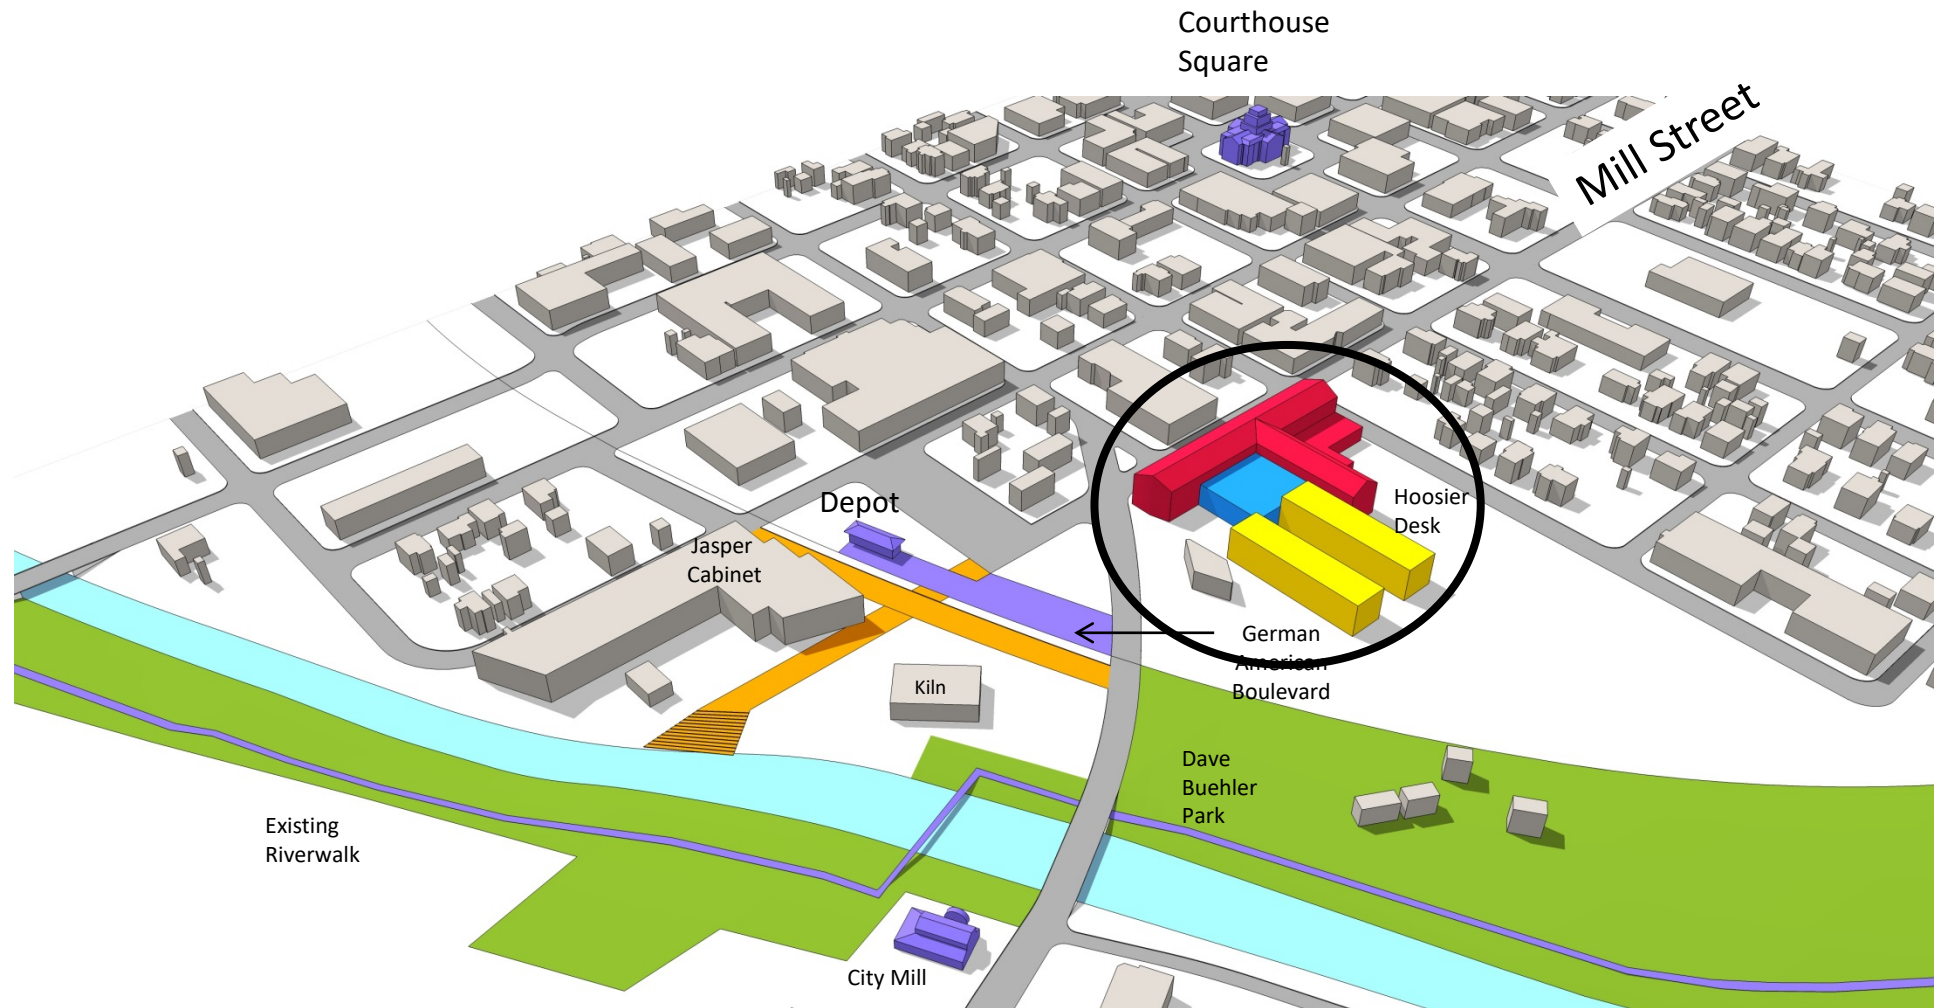 Courthouse
Square
Mill Street
Depot
Jasper
Cabinet
Hoosier
Desk
German
American
Boulevard
Kiln
Dave
Buehler
Park
Existing
Riverwalk
City Mill